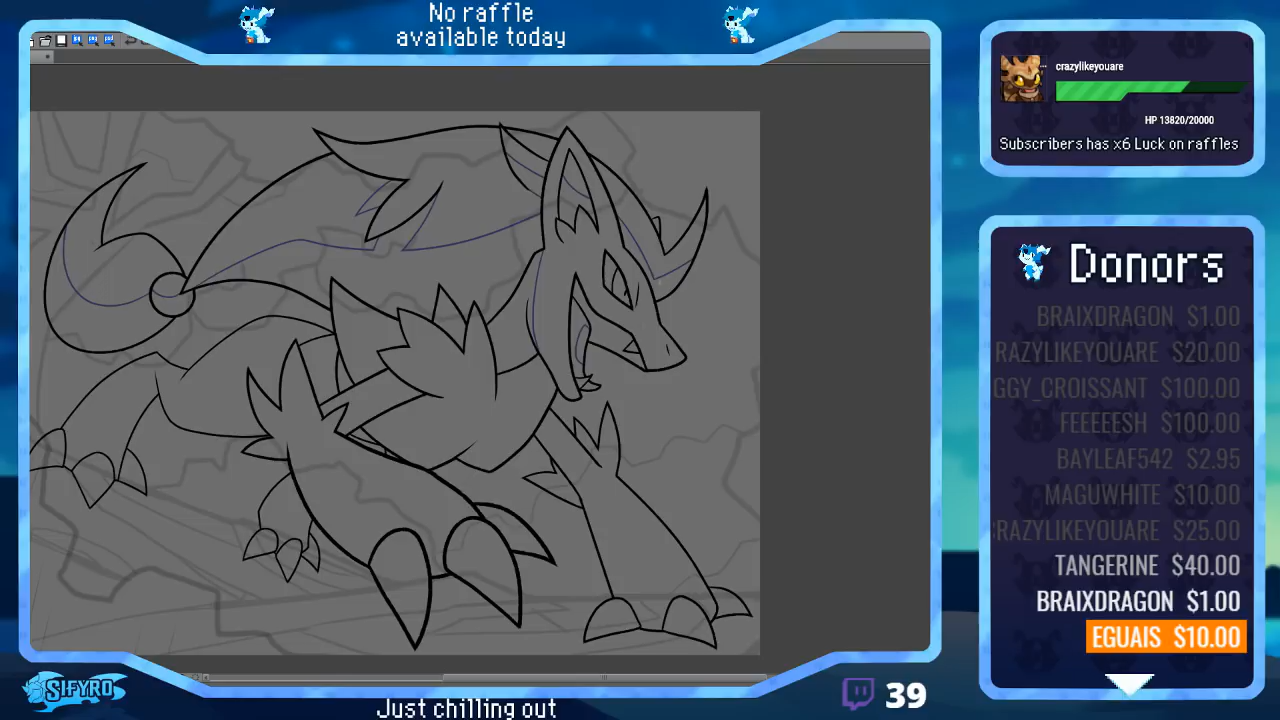 No raffle
available today
crazylikeyouare
HP 13820/20000
Subscribers has x6 Luck on raffles
Donors
BRAIXDRAGON $1.00
RAZYLIKEYOUARE $20.00
GGY_CROISSANT $100.00
FEEEEESH $100.00
BAYLEAF542 $2.95
MAGUWHITE $10.00
RAZYLIKEYOUARE $25.00
TANGERINE $40.00
BRAIXDRAGON $1.00
EGUAIS $10.00
SIFYRO
Just chilling out
39